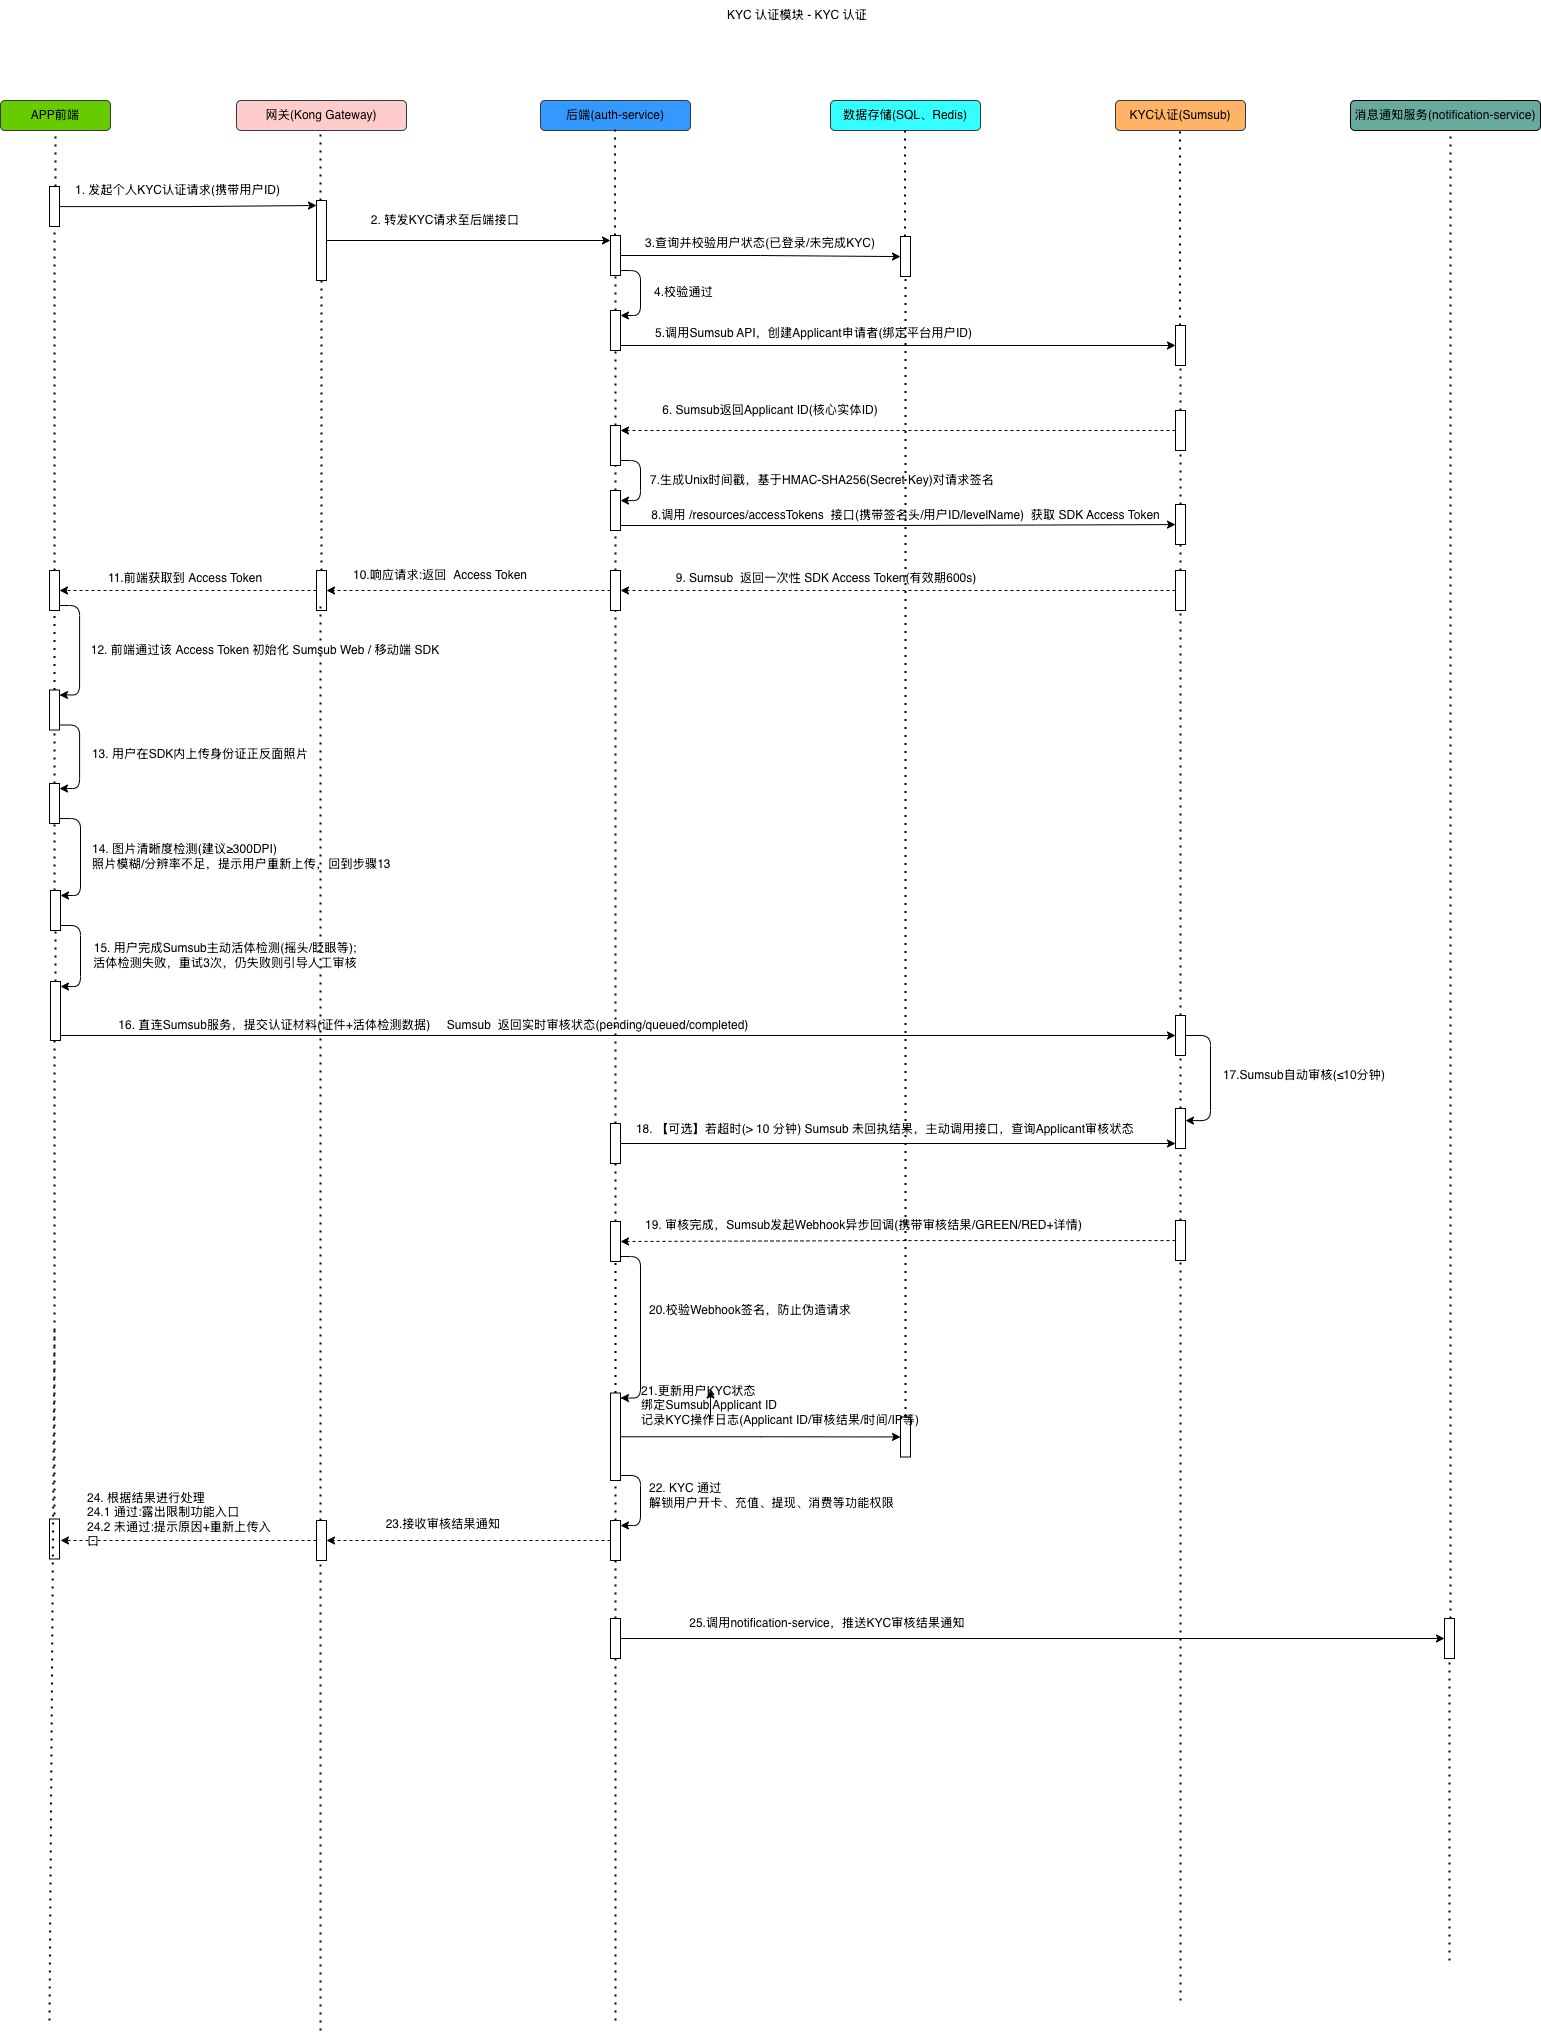 KYC 认证模块 - KYC 认证
APP前端
网关(Kong Gateway)
后端(auth-service)
数据存储(SQL、Redis)
KYC认证(Sumsub)
消息通知服务(notification-service)
1. 发起个人KYC认证请求(携带用户ID)
2. 转发KYC请求至后端接口
3.查询并校验用户状态(已登录/未完成KYC)
4.校验通过
5.调用Sumsub API，创建Applicant申请者(绑定平台用户ID)
6. Sumsub返回Applicant ID(核心实体ID)
7.生成Unix时间戳，基于HMAC-SHA256(Secret Key)对请求签名
8.调用 /resources/accessTokens  接口(携带签名头/用户ID/levelName)  获取 SDK Access Token
9. Sumsub  返回一次性 SDK Access Token(有效期600s)
10.响应请求:返回  Access Token
11.前端获取到 Access Token
12. 前端通过该 Access Token 初始化 Sumsub Web / 移动端 SDK
13. 用户在SDK内上传身份证正反面照片
14. 图片清晰度检测(建议≥300DPI)
照片模糊/分辨率不足，提示用户重新上传，回到步骤13
15. 用户完成Sumsub主动活体检测(摇头/眨眼等);
活体检测失败，重试3次，仍失败则引导人工审核
16. 直连Sumsub服务，提交认证材料(证件+活体检测数据)     Sumsub  返回实时审核状态(pending/queued/completed)
17.Sumsub自动审核(≤10分钟)
18. 【可选】若超时(> 10 分钟) Sumsub 未回执结果，主动调用接口，查询Applicant审核状态
19. 审核完成，Sumsub发起Webhook异步回调(携带审核结果/GREEN/RED+详情)
20.校验Webhook签名，防止伪造请求
21.更新用户KYC状态
绑定Sumsub Applicant ID
记录KYC操作日志(Applicant ID/审核结果/时间/IP等)
22. KYC 通过
解锁用户开卡、充值、提现、消费等功能权限
23.接收审核结果通知
24. 根据结果进行处理
24.1 通过:露出限制功能入口
24.2 未通过:提示原因+重新上传入
口
25.调用notification-service，推送KYC审核结果通知